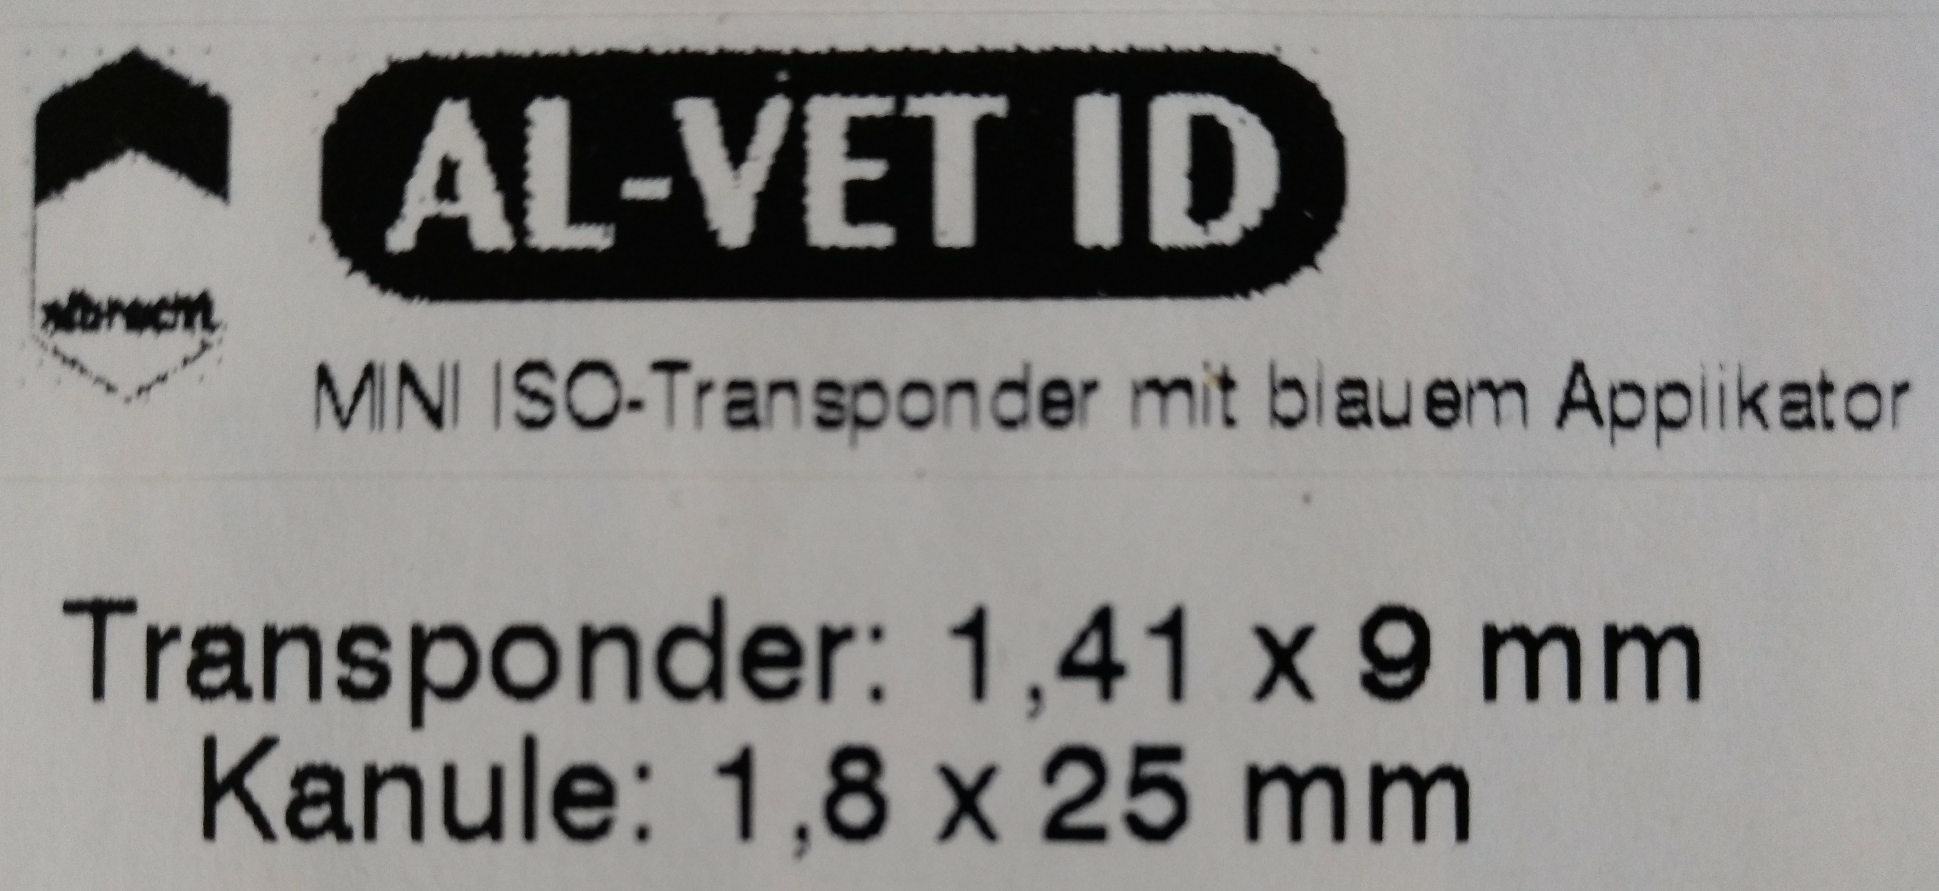 AL-VET ID
albrecht
MINI ISO-Transponder mit blauem Applikator
Transponder: 1,41 x 9 mm
Kanule: 1,8 x 25 mm